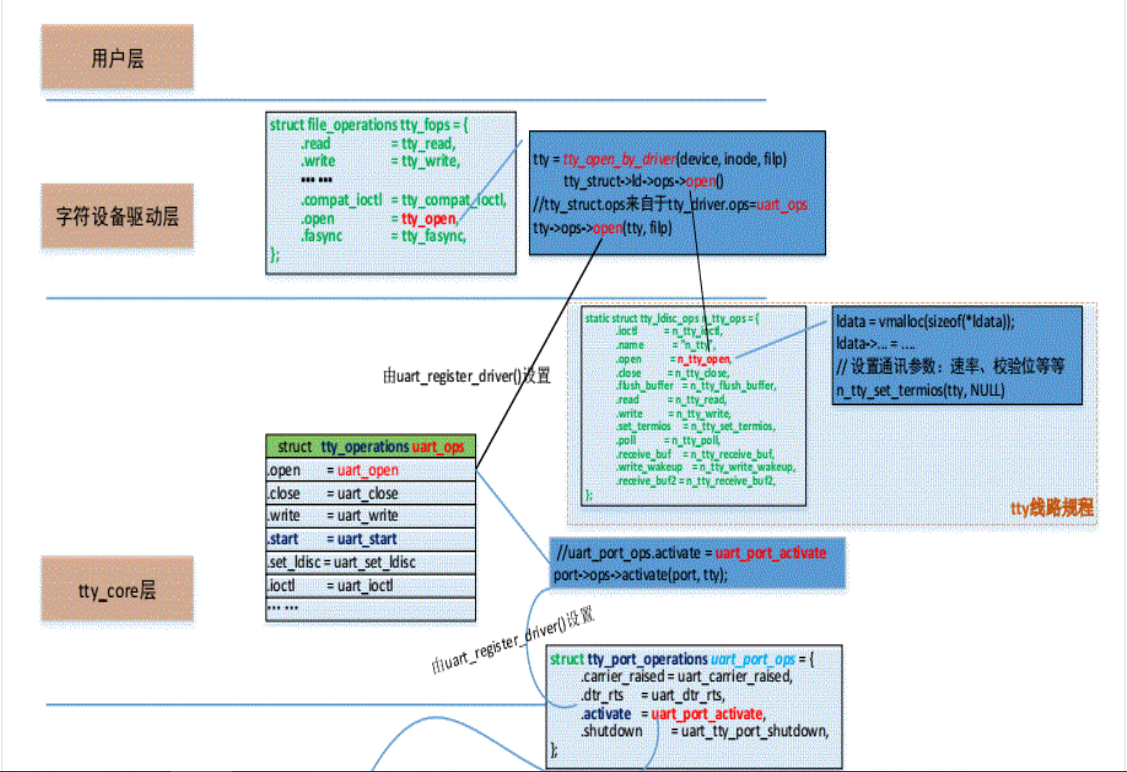 用户层
struct file_operations tty_fops = {
.read = tty_read,
.write = tty_write,
... ...
.compat_ioctl = tty_compat_ioctl,
.open = tty_open,
.fasync = tty_fasync,
};
字符设备驱动层
tty = tty_open_by_driver(device, inode, filp)
tty_struct->ld->ops->open()
//tty_struct.ops来自于tty_driver.ops=uart_ops
tty->ops->open(tty, filp)
由uart_register_driver()设置
static struct tty_ldisc_ops n_tty_ops = {
.ioctl = n_tty_ioctl,
.name = "n_tty",
.open = n_tty_open,
.close = n_tty_close,
.flush_buffer = n_tty_flush_buffer,
.read = n_tty_read,
.write = n_tty_write,
.set_termios = n_tty_set_termios,
.poll = n_tty_poll,
.receive_buf = n_tty_receive_buf,
.write_wakeup = n_tty_write_wakeup,
.receive_buf2 = n_tty_receive_buf2,
};
ldata = vmalloc(sizeof(*ldata));
ldata->... = ....
// 设置通讯参数：速率、校验位等等
n_tty_set_termios(tty, NULL)
tty线路规程
struct tty_operations uart_ops
.open = uart_open
.close = uart_close
.write = uart_write
.start = uart_start
.set_ldisc = uart_set_ldisc
.ioctl = uart_ioctl
... ...
tty_core层
//uart_port_ops.activate = uart_port_activate
port->ops->activate(port, tty);
由uart_register_driver()设置
struct tty_port_operations uart_port_ops = {
.carrier_raised = uart_carrier_raised,
.dtr_rts = uart_dtr_rts,
.activate = uart_port_activate,
.shutdown = uart_tty_port_shutdown,
};